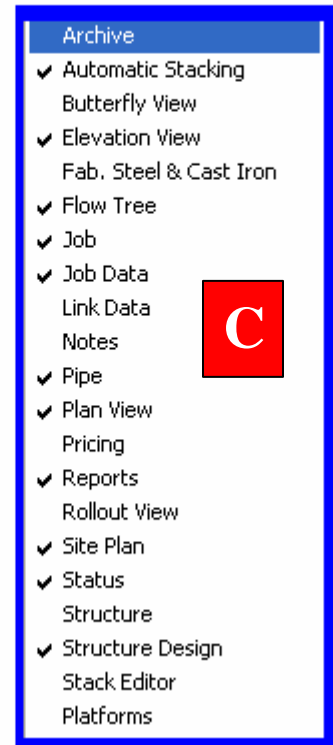 Archive
✔ Automatic Stacking
Butterfly View
✔ Elevation View
Fab. Steel & Cast Iron
✔ Flow Tree
✔ Job
✔ Job Data
Link Data
Notes
C
✔ Pipe
✔ Plan View
Pricing
✔ Reports
Rollout View
✔ Site Plan
✔ Status
Structure
✔ Structure Design
Stack Editor
Platforms